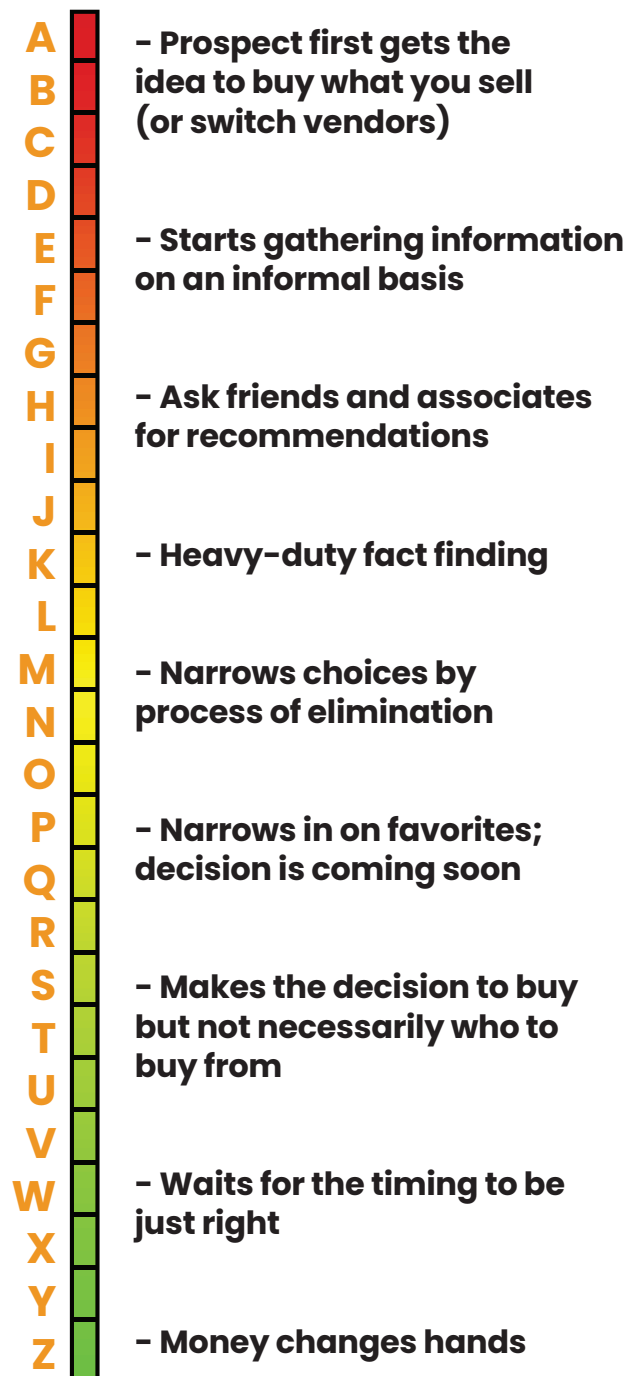 A
– Prospect first gets the
idea to buy what you sell
B
(or switch vendors)
C
D
E
– Starts gathering information
on an informal basis
F
G
H
– Ask friends and associates
for recommendations
I
J
K
– Heavy-duty fact finding
L
M
– Narrows choices by
process of elimination
N
O
P
– Narrows in on favorites;
decision is coming soon
Q
R
S
– Makes the decision to buy
but not necessarily who to
T
buy from
U
V
W
– Waits for the timing to be
just right
X
Y
Z
– Money changes hands